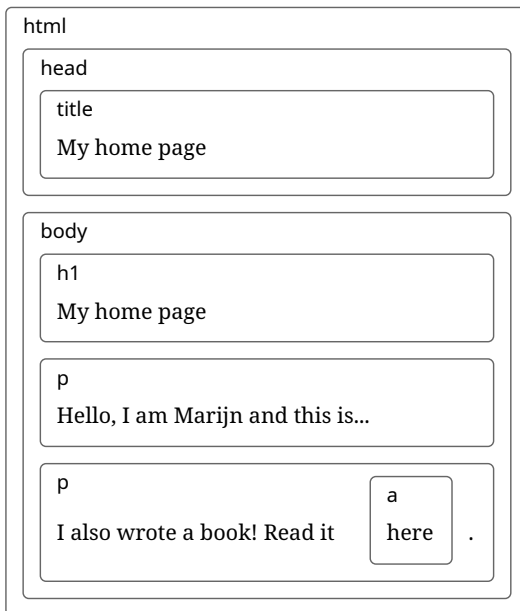 html
head
title
My home page
body
h1
My home page
p
Hello, I am Marijn and this is...
p
a
I also wrote a book! Read it here .